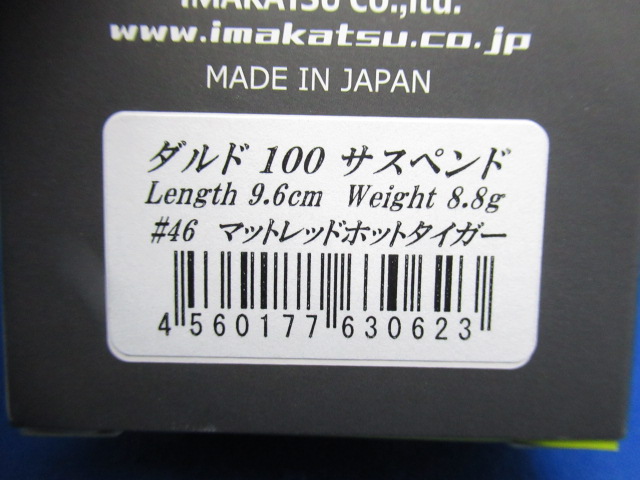 IMAKATSU CO.,ltd.
www.imakatsu.co.jp
MADE IN JAPAN
ダルド 100 サスペンド
Length 9.6cm Weight 8.8g
#46 マットレッドホットタイガー
4 560177 630623